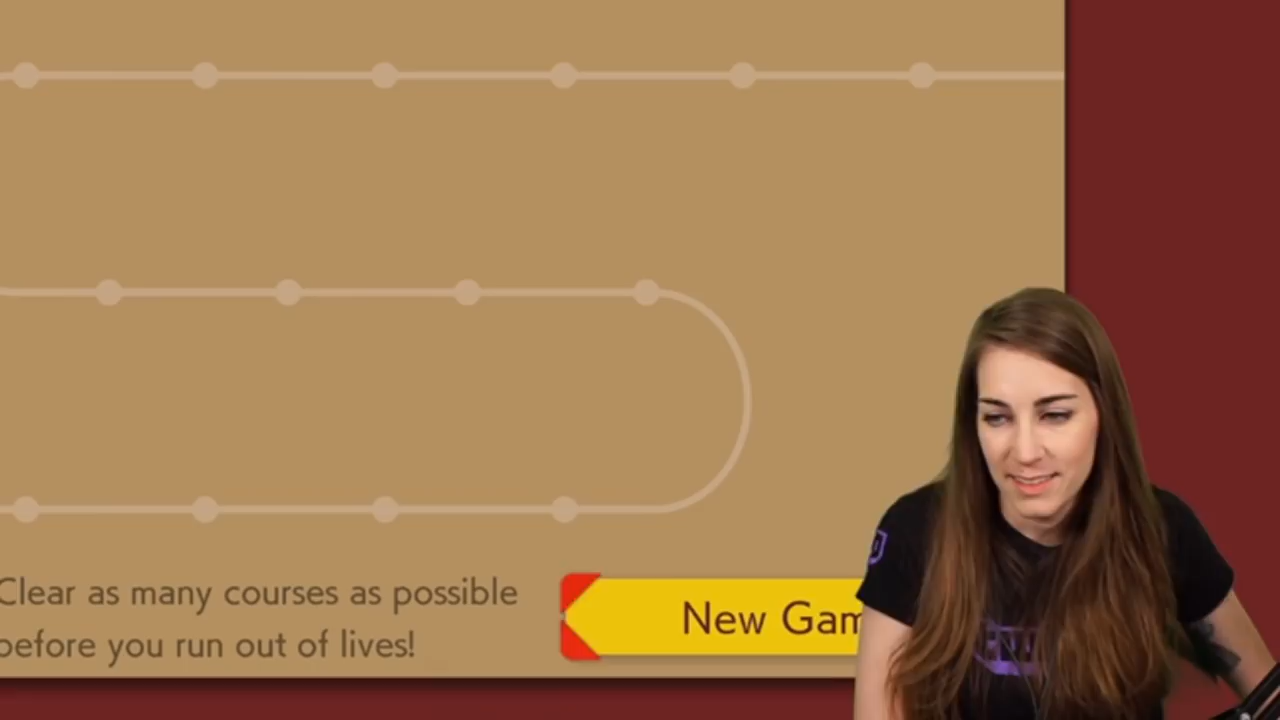 Clear as many courses as possible
before you run out of lives!
New Gam